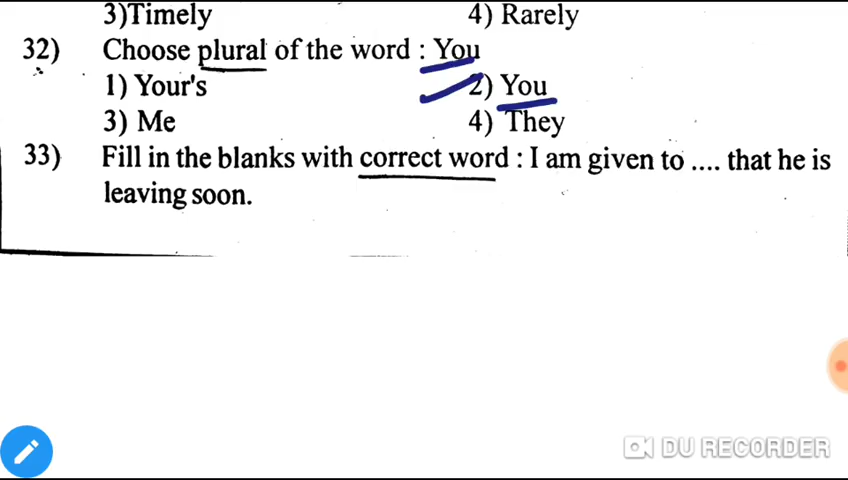 3)Timely 4) Rarely
32) Choose plural of the word : You
1) Your's 2) You
3) Me 4) They
33) Fill in the blanks with correct word : I am given to .... that he is
leaving soon.
DU RECORDER